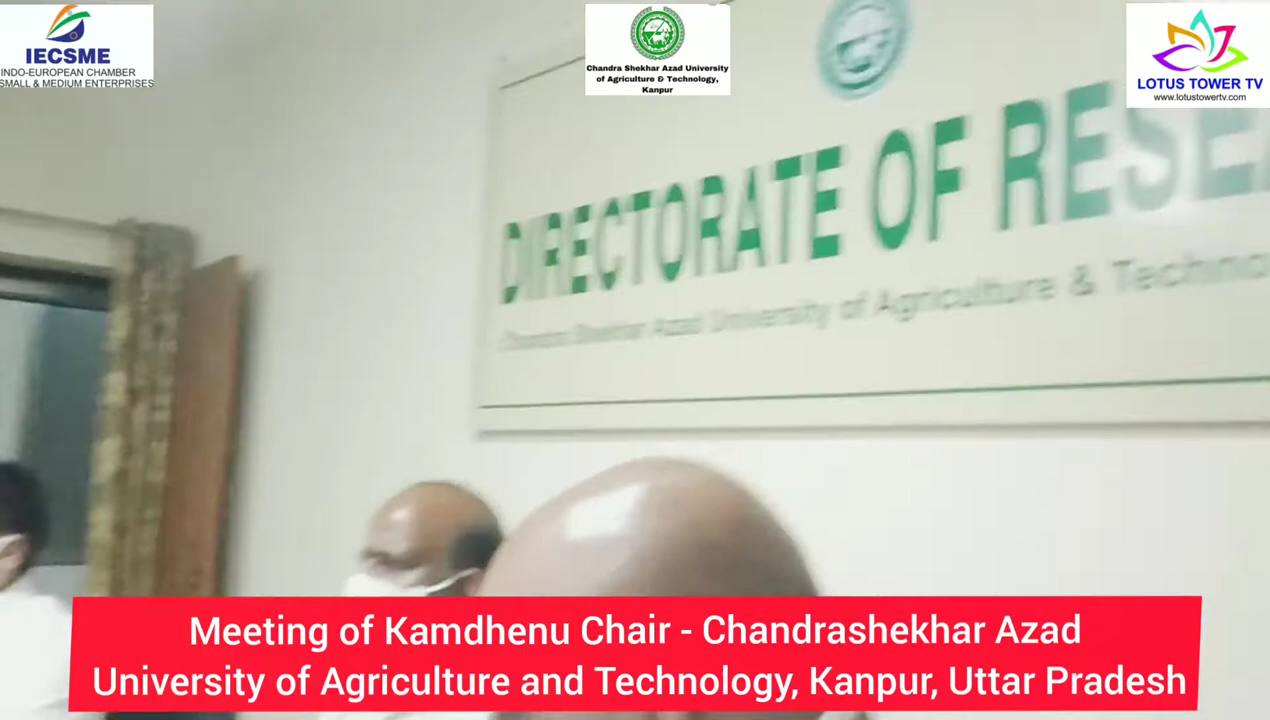 IECSME
INDO-EUROPEAN CHAMBER
SMALL & MEDIUM ENTERPRISES
Chandra Shekhar Azad University
of Agriculture & Technology,
Kanpur
LOTUS TOWER TV
www.lotustowertv.com
DIRECTORATE OF
Chandra Shekhar Azad University of Agriculture &
Meeting of Kamdhenu Chair - Chandrashekhar Azad
University of Agriculture and Technology, Kanpur, Uttar Pradesh